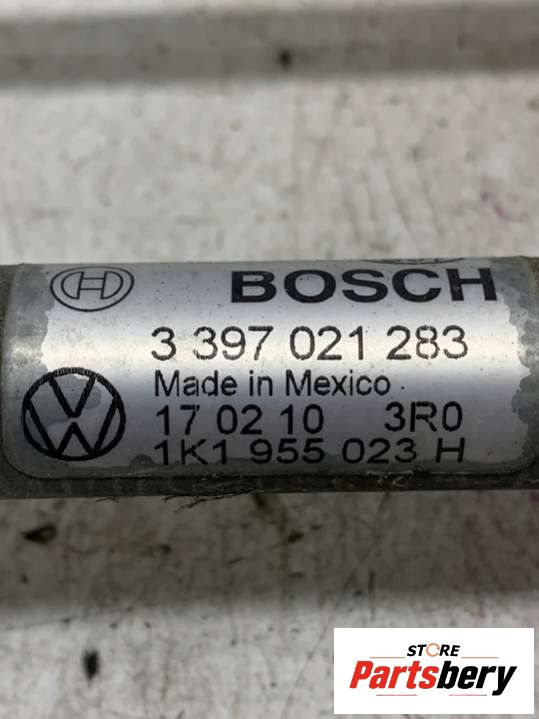 BOSCH
3 397 021 283
Made in Mexico
17 02 10 3R0
1K1 955 023 H
STORE
Partsbery